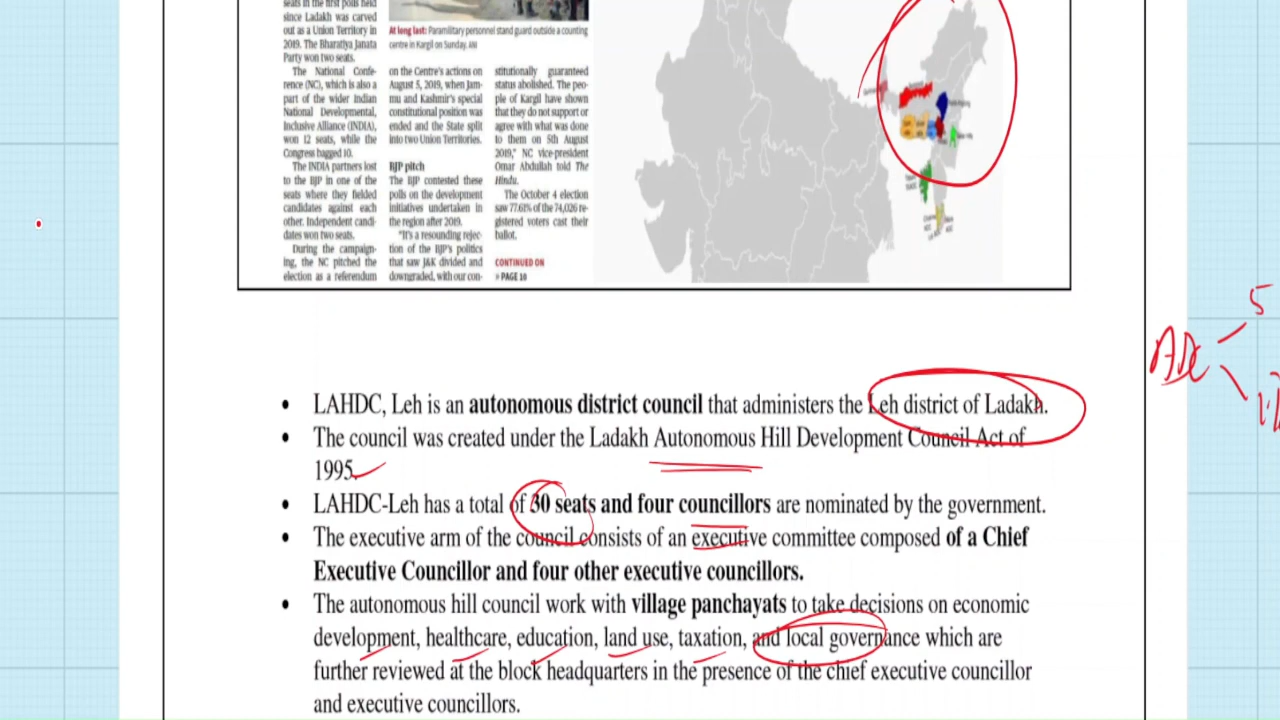 seats in the first polls held
since Ladakh was carved
out as a Union Territory in
2019. The Bharatiya Janata
Party won two seats.
The National Confe-
rence (NC), which is also a
part of the wider Indian
National Developmental,
Inclusive Alliance (INDIA),
won 12 seats, while the
Congress bagged 10.
The INDIA partners lost
to the BJP in one of the
seats where they fielded
candidates against each
other. Independent candi-
dates won two seats.
During the campaign-
ing, the NC pitched the
election as a referendum
At long last: Paramilitary personnel stand guard outside a counting
centre in Kargil on Sunday. ANI
on the Centre's actions on
August 5, 2019, when Jam-
mu and Kashmir's special
constitutional position was
ended and the State split
into two Union Territories.
BJP pitch
The BJP contested these
polls on the development
initiatives undertaken in
the region after 2019.
"It's a resounding rejec-
tion of the BJP's politics
that saw J&K divided and
downgraded, with our con-
stitutionally guaranteed
status abolished. The peo-
ple of Kargil have shown
that they do not support or
agree with what was done
to them on 5th August
2019," NC vice-president
Omar Abdullah told The
Hindu.
The October 4 election
saw 77.61% of the 74,026 re-
gistered voters cast their
ballot.
CONTINUED ON
» PAGE 10
ADC
5
• LAHDC, Leh is an autonomous district council that administers the Leh district of Ladakh.
• The council was created under the Ladakh Autonomous Hill Development Council Act of
1995.
• LAHDC-Leh has a total of 30 seats and four councillors are nominated by the government.
• The executive arm of the council consists of an executive committee composed of a Chief
Executive Councillor and four other executive councillors.
• The autonomous hill council work with village panchayats to take decisions on economic
development, healthcare, education, land use, taxation, and local governance which are
further reviewed at the block headquarters in the presence of the chief executive councillor
and executive councillors.